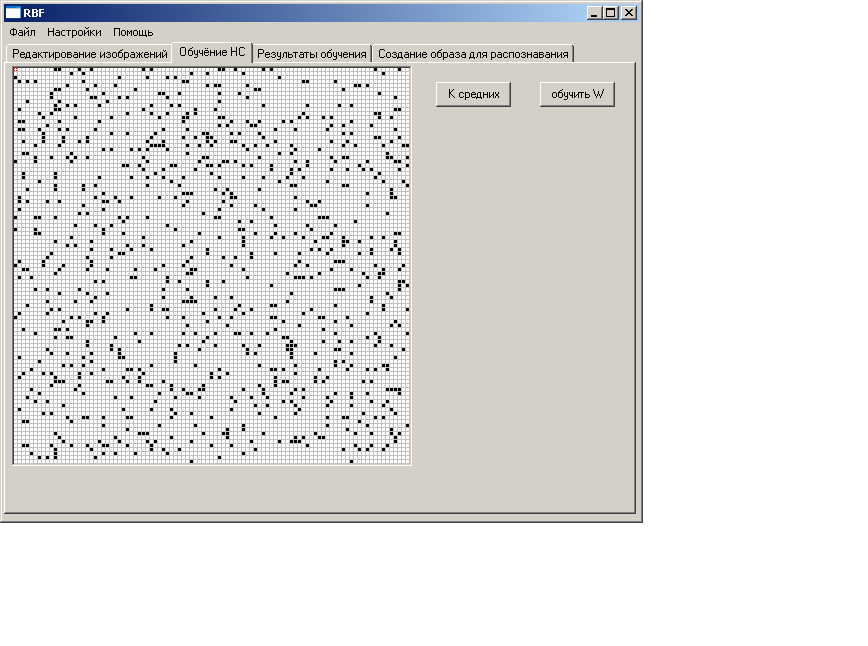 RBF
Файл Настройки Помощь
Редактирование изображений Обучёние НС Результаты обучения Создание образа для распознавания
К средних обучить W